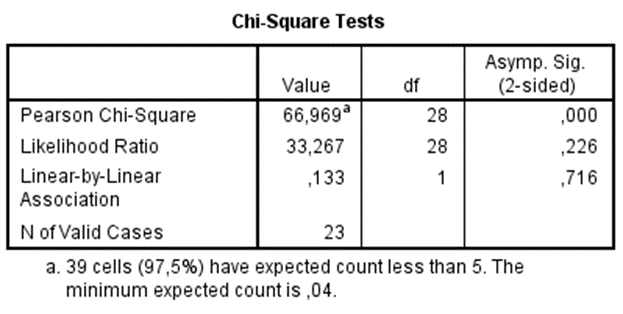 Chi-Square Tests
Value df Asymp. Sig. (2-sided)
Pearson Chi-Square 66,969a 28 ,000
Likelihood Ratio 33,267 28 ,226
Linear-by-Linear Association ,133 1 ,716
N of Valid Cases 23
a. 39 cells (97,5%) have expected count less than 5. The
minimum expected count is ,04.